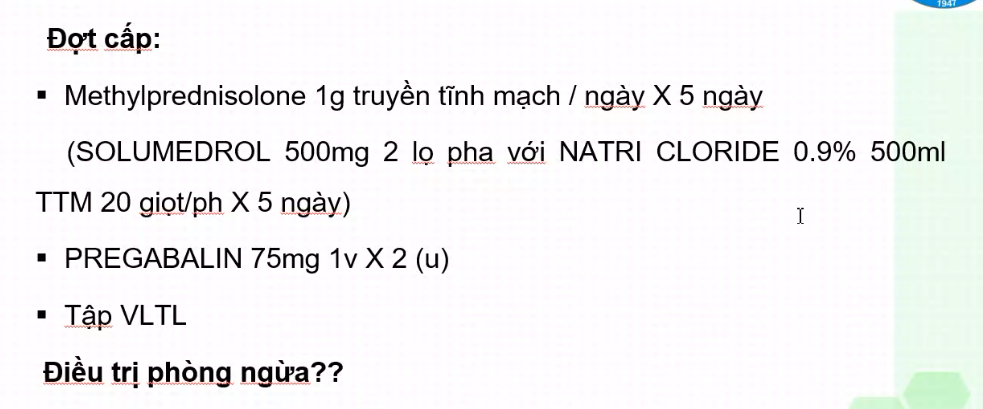 1947
Đợt cấp:
▪ Methylprednisolone 1g truyền tĩnh mạch / ngày X 5 ngày
(SOLUMEDROL 500mg 2 lọ pha với NATRI CLORIDE 0.9% 500ml
TTM 20 giọt/ph X 5 ngày)
▪ PREGABALIN 75mg 1v X 2 (u)
▪ Tập VLTL
Điều trị phòng ngừa??